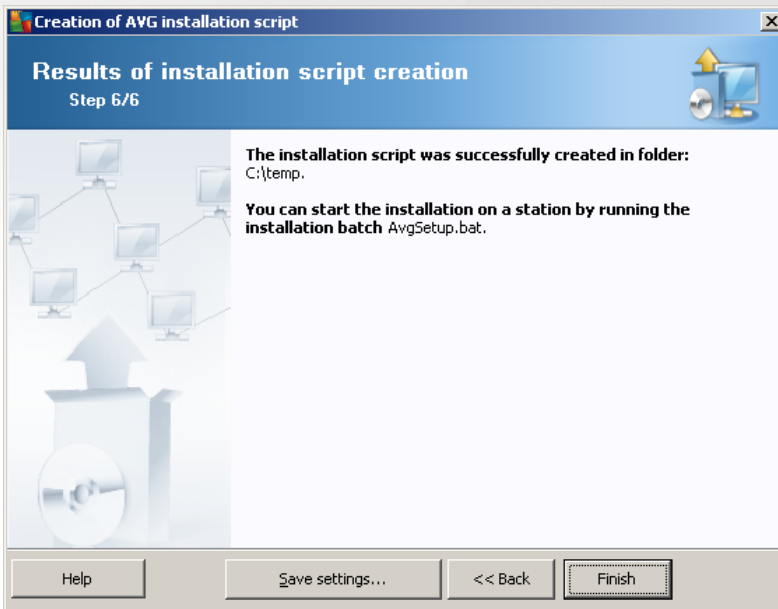 Creation of AVG installation script
Results of installation script creation
Step 6/6
The installation script was successfully created in folder:
C:\temp.
You can start the installation on a station by running the
installation batch AvgSetup.bat.
Help
Save settings...
<< Back
Finish